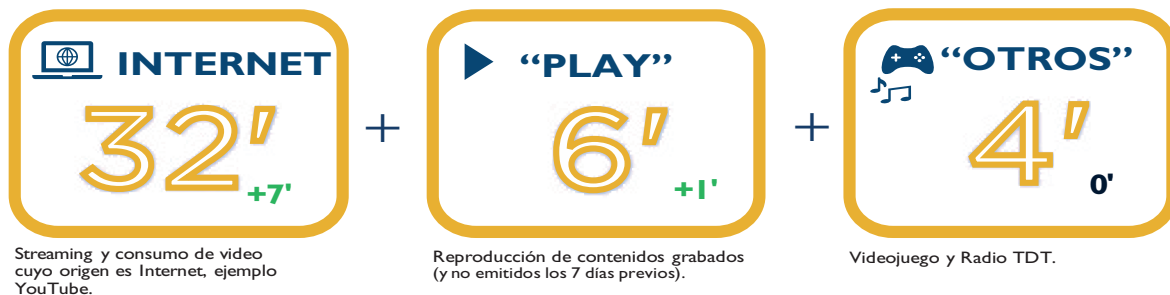 INTERNET
32'
+7'
Streaming y consumo de video
cuyo origen es Internet, ejemplo
YouTube.
+
“PLAY”
6'
+1'
Reproducción de contenidos grabados
(y no emitidos los 7 días previos).
+
“OTROS”
4'
0'
Videojuego y Radio TDT.